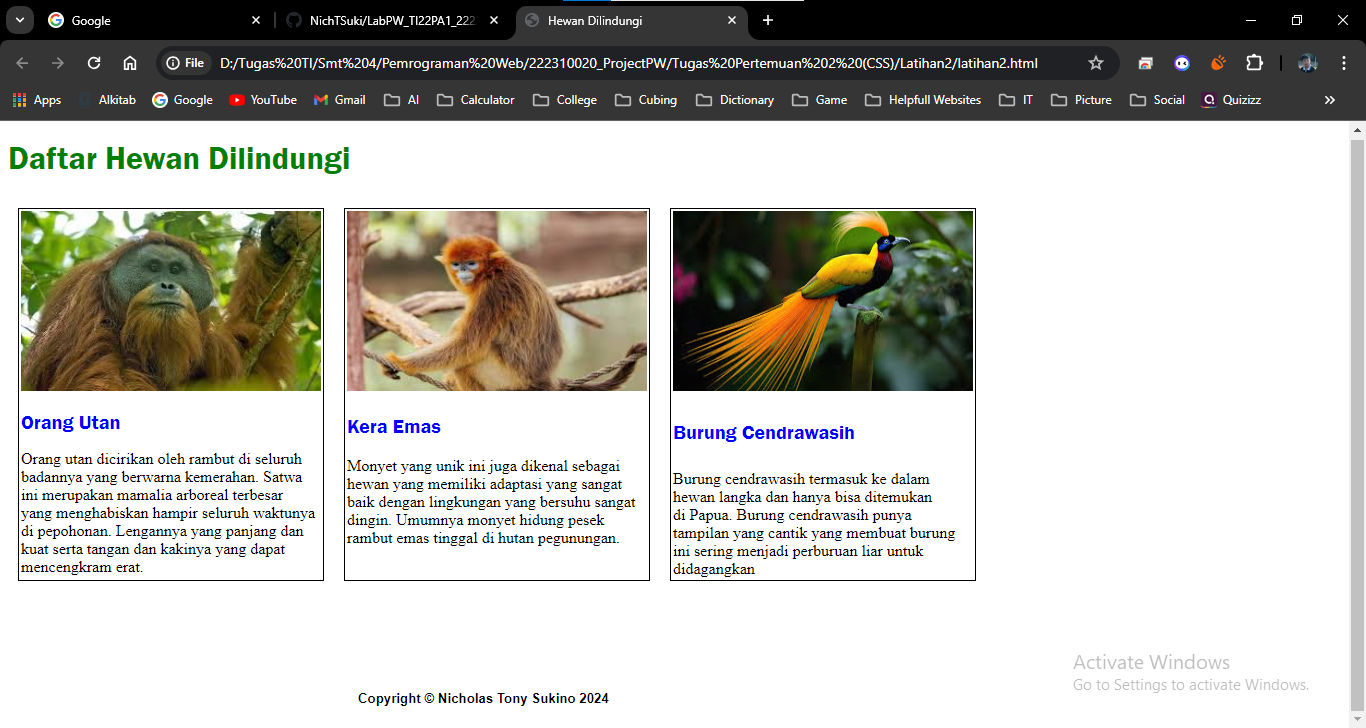 Google
NichTSuki/LabPW_TI22PA1_222
Hewan Dilindungi
File
D:/Tugas%20TI/Smt%204/Pemrograman%20Web/222310020_ProjectPW/Tugas%20Pertemuan%202%20(CSS)/Latihan2/latihan2.html
Apps
Alkitab
Google
YouTube
Gmail
AI
Calculator
College
Cubing
Dictionary
Game
Helpfull Websites
IT
Picture
Social
Quizizz
Daftar Hewan Dilindungi
Orang Utan
Orang utan dicirikan oleh rambut di seluruh
badannya yang berwarna kemerahan. Satwa
ini merupakan mamalia arboreal terbesar
yang menghabiskan hampir seluruh waktunya
di pepohonan. Lengannya yang panjang dan
kuat serta tangan dan kakinya yang dapat
mencengkram erat.
Kera Emas
Monyet yang unik ini juga dikenal sebagai
hewan yang memiliki adaptasi yang sangat
baik dengan lingkungan yang bersuhu sangat
dingin. Umumnya monyet hidung pesek
rambut emas tinggal di hutan pegunungan.
Burung Cendrawasih
Burung cendrawasih termasuk ke dalam
hewan langka dan hanya bisa ditemukan
di Papua. Burung cendrawasih punya
tampilan yang cantik yang membuat burung
ini sering menjadi perburuan liar untuk
didagangkan
Activate Windows
Go to Settings to activate Windows.
Copyright © Nicholas Tony Sukino 2024